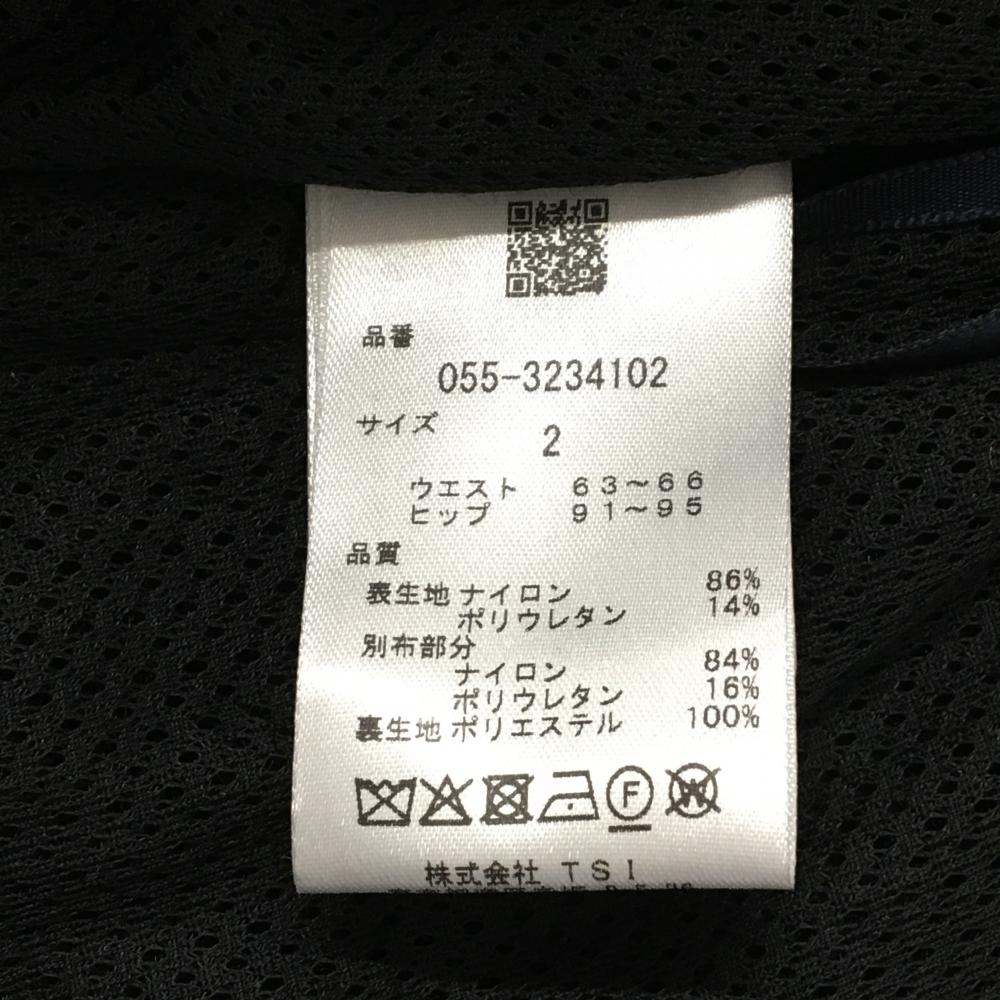 品番
055-3234102
サイズ
2
ウエスト 63～66
ヒップ 91～95
品質
表生地 ナイロン 86%
ポリウレタン 14%
別布部分
ナイロン 84%
ポリウレタン 16%
裏生地 ポリエステル 100%
F
W
株式会社 TSI